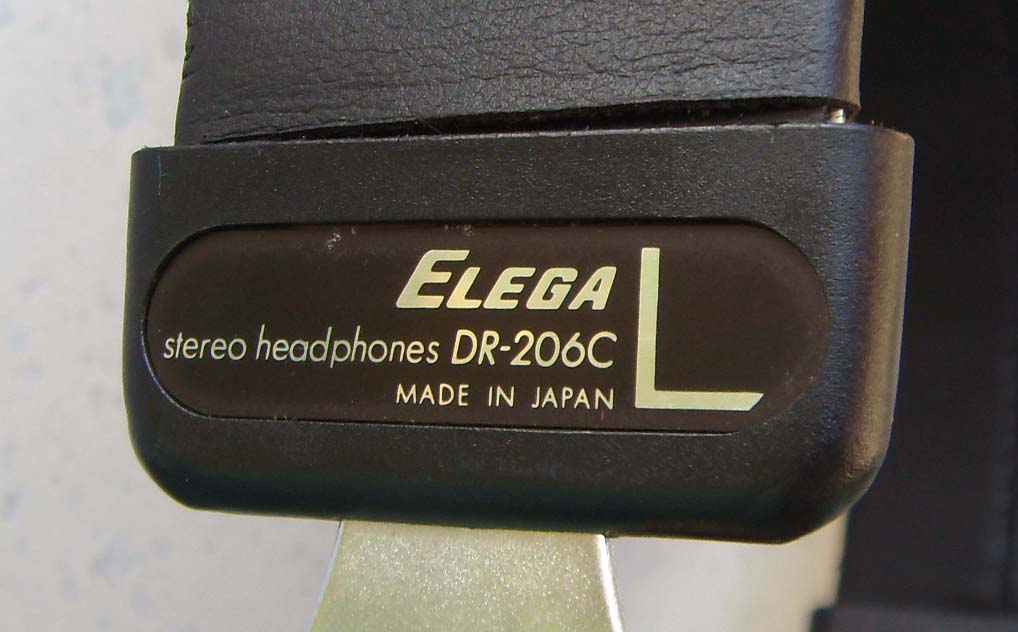 ELEGA L
stereo headphones DR-206C
MADE IN JAPAN